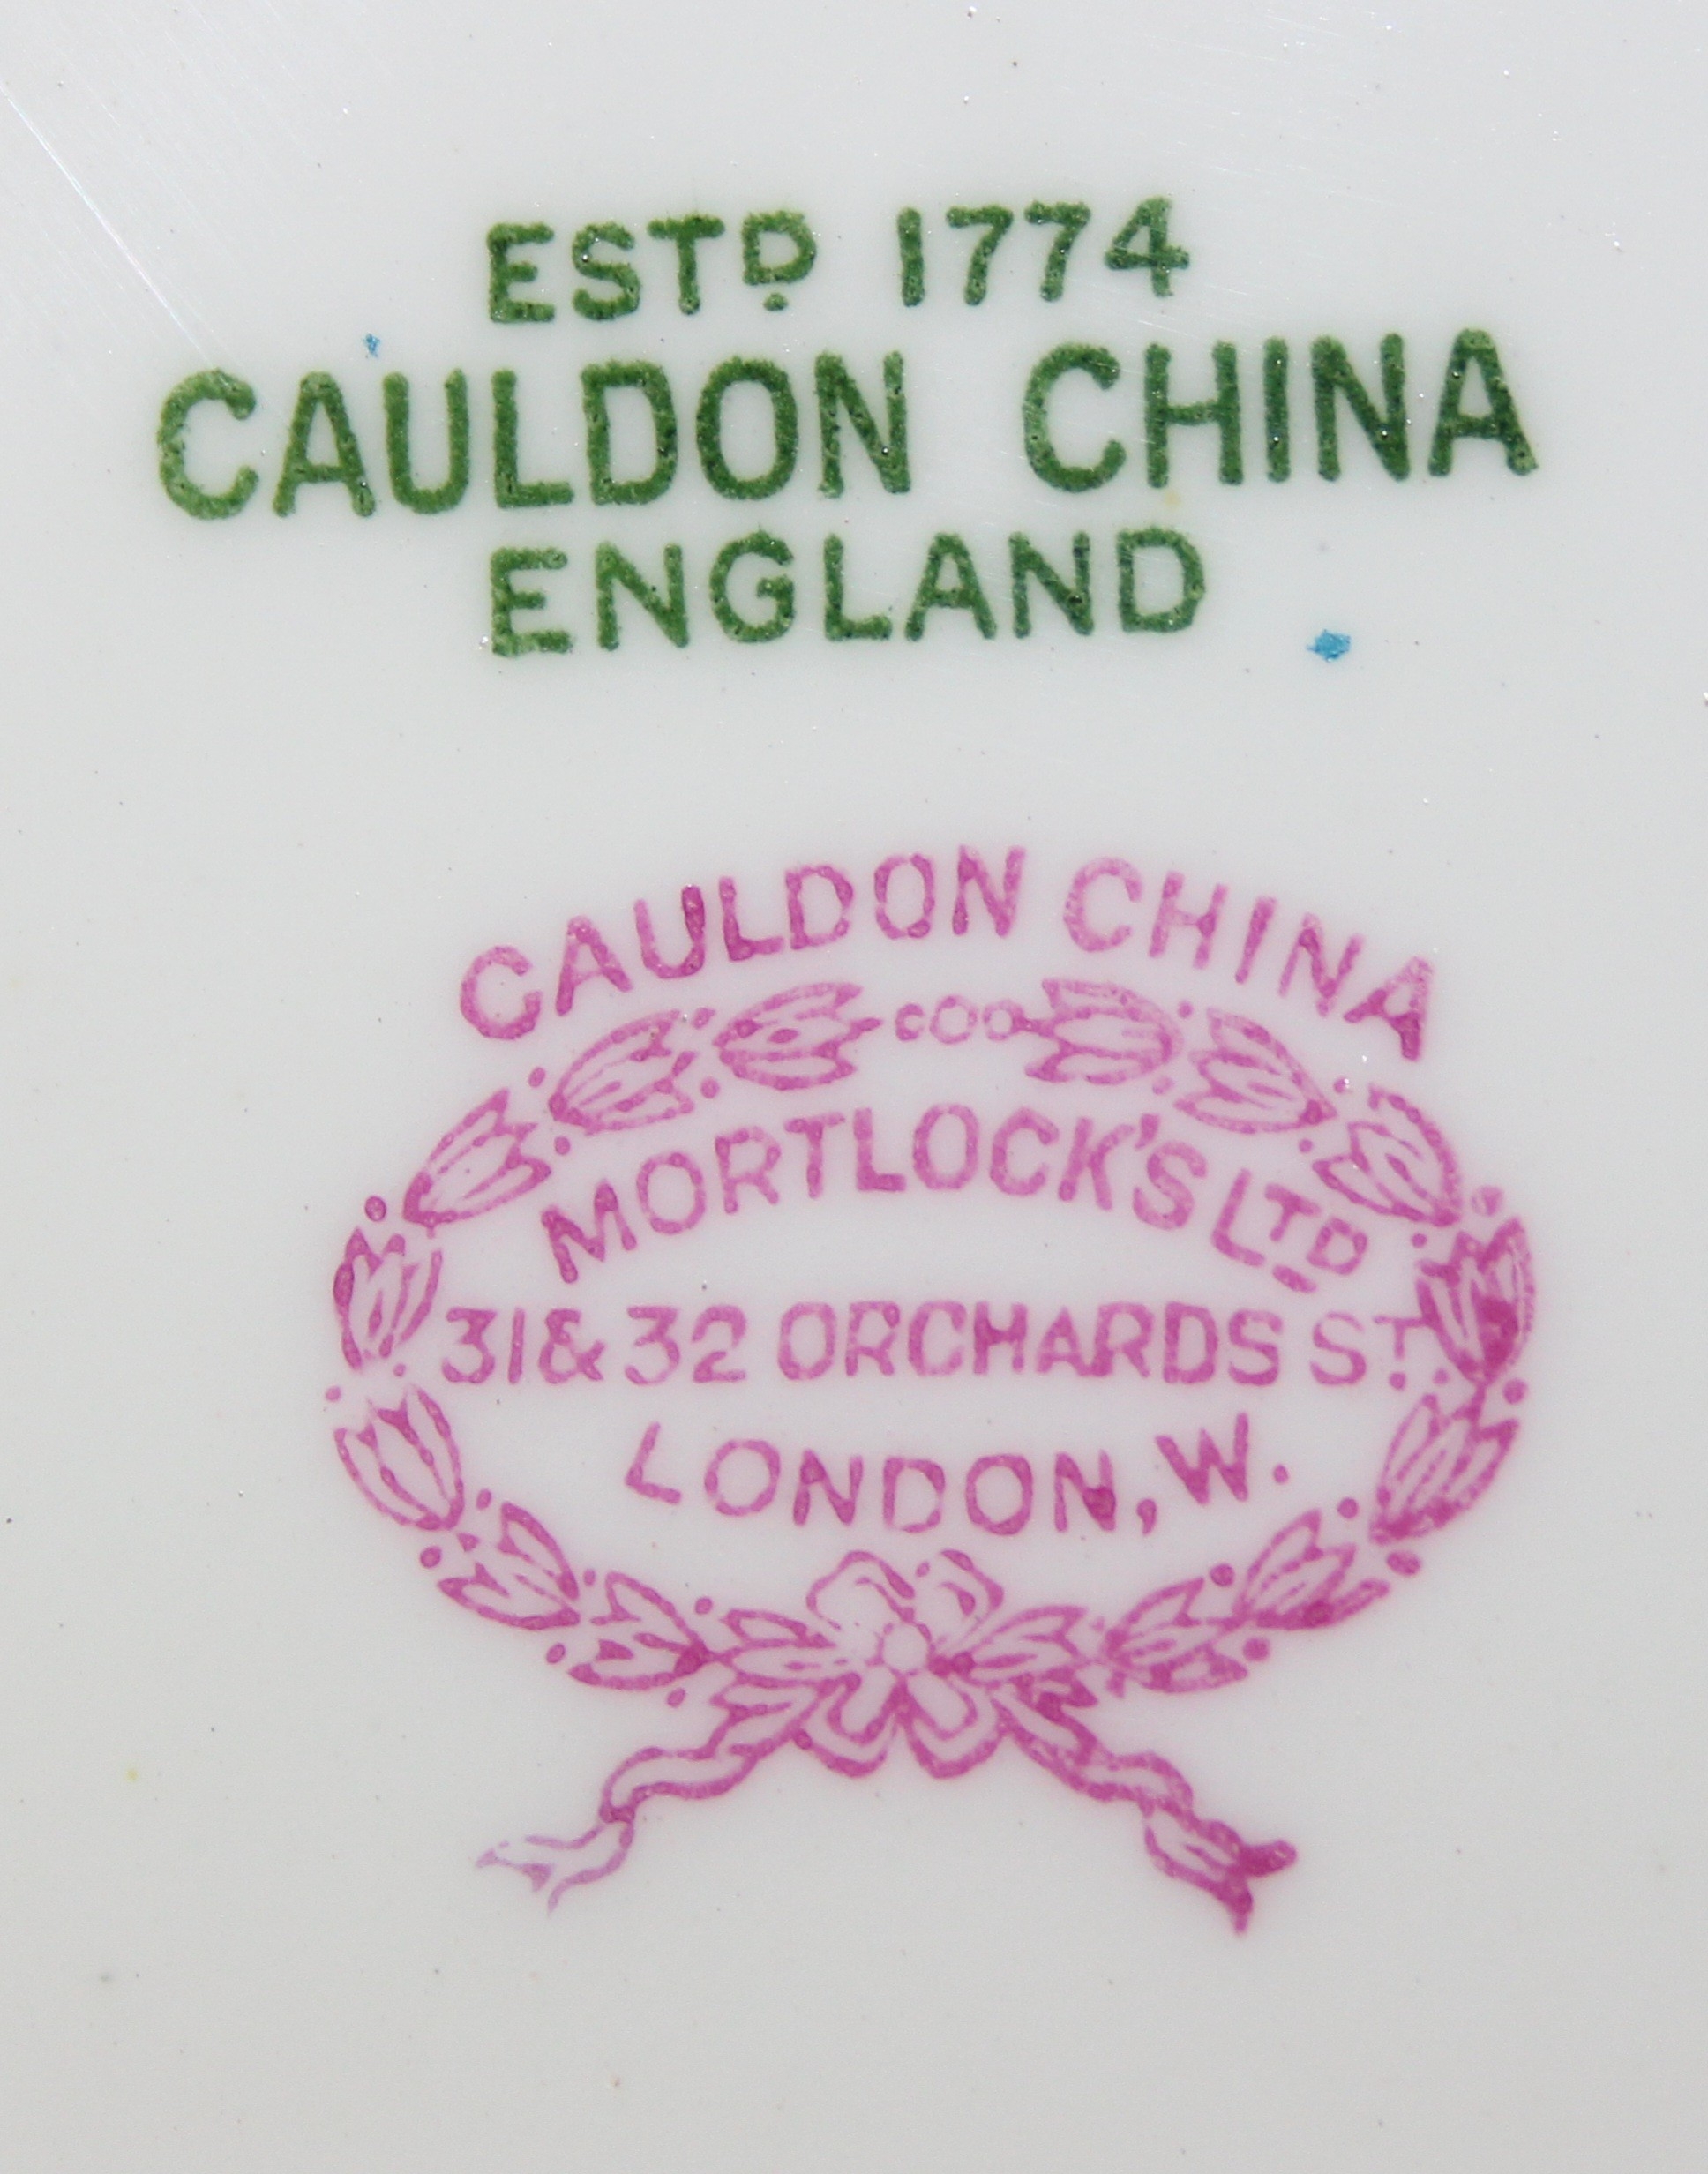 ESTD. 1774
CAULDON CHINA
ENGLAND
CAULDON CHINA
MORTLOCK'S LTD
31 & 32 ORCHARDS ST.
LONDON, W.